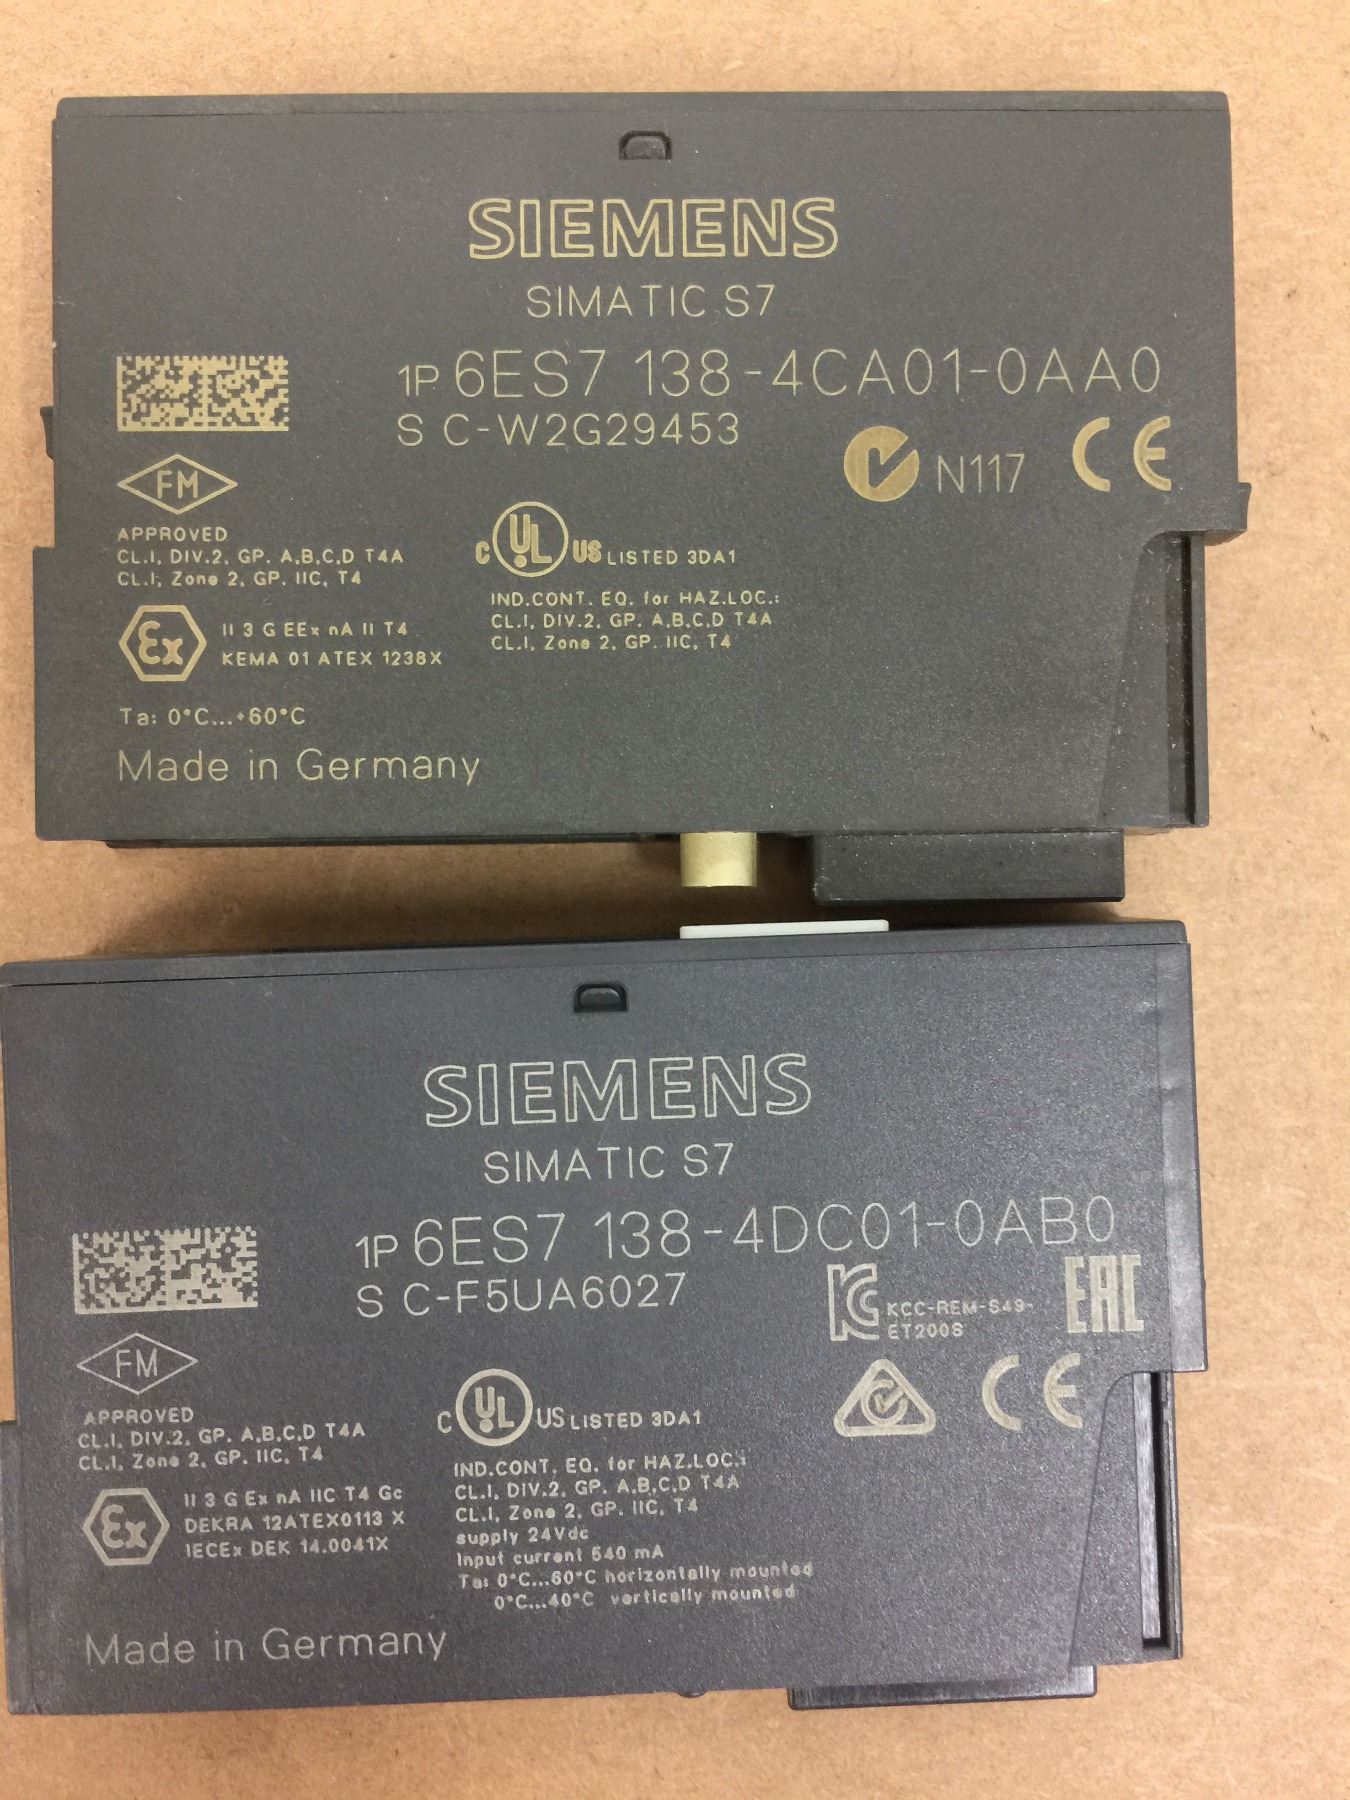 SIEMENS
SIMATIC S7
1P 6ES7 138-4CA01-0AA0
S C-W2G29453
N117 CE
FM
APPROVED
CL.I, DIV.2, GP. A,B,C,D T4A
CL.I, Zone 2, GP. IIC, T4
C UL US LISTED 3DA1
IND.CONT. EQ. for HAZ.LOC.:
CL.I, DIV.2, GP. A,B,C,D T4A
CL.I, Zone 2, GP. IIC, T4
Ex II 3 G EEx nA II T4
KEMA 01 ATEX 1238X
Ta: 0°C...+60°C
Made in Germany
SIEMENS
SIMATIC S7
1P 6ES7 138-4DC01-0AB0
S C-F5UA6027
KC KCC-REM-S49-
ET200S
EAC
CE
FM
APPROVED
CL.I, DIV.2, GP. A,B,C,D T4A
CL.I, Zone 2, GP. IIC, T4
C UL US LISTED 3DA1
IND.CONT. EQ. for HAZ.LOC.:
CL.I, DIV.2, GP. A,B,C,D T4A
CL.I, Zone 2, GP. IIC, T4
supply 24Vdc
Input current 540 mA
Ta: 0°C...60°C horizontally mounted
0°C...40°C vertically mounted
Ex II 3 G Ex nA IIC T4 Gc
DEKRA 12ATEX0113 X
IECEx DEK 14.0041X
Made in Germany